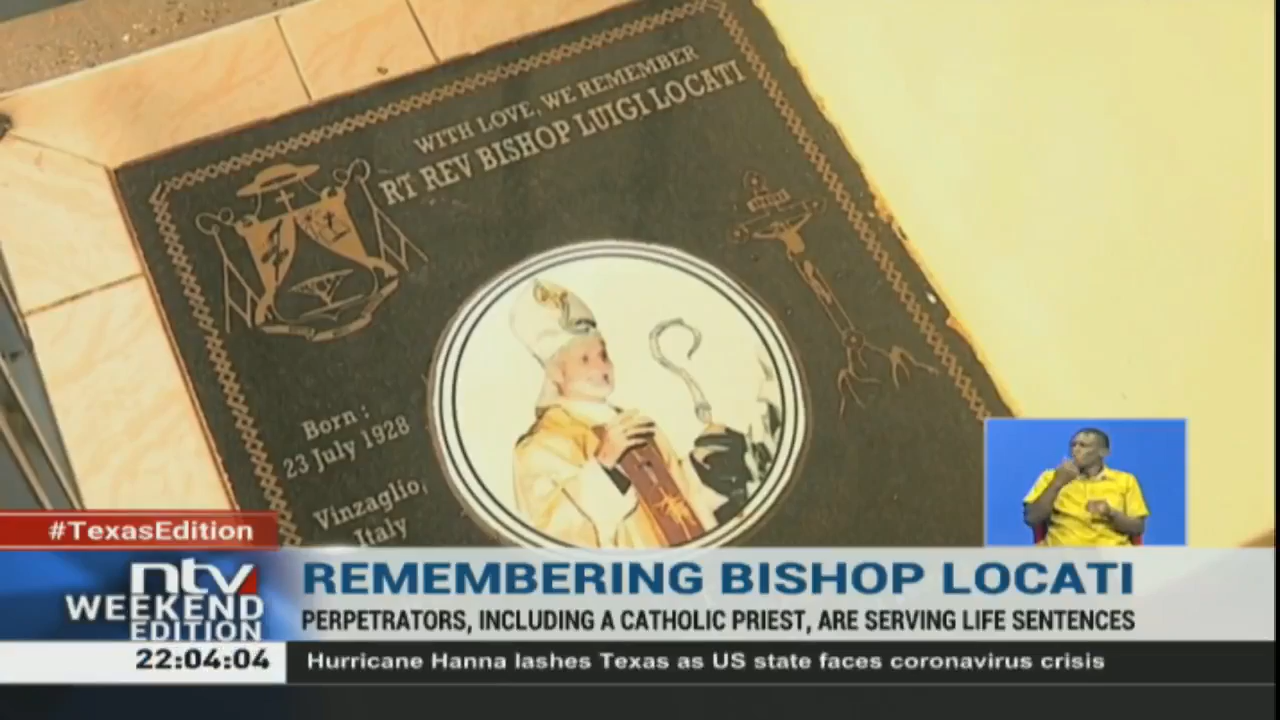 WITH LOVE, WE REMEMBER
RT REV BISHOP LUIGI LOCATI
Born :
23 July 1928
Vinzaglio,
Italy
#TexasEdition
ntv
WEEKEND
EDITION
REMEMBERING BISHOP LOCATI
PERPETRATORS, INCLUDING A CATHOLIC PRIEST, ARE SERVING LIFE SENTENCES
22:04:04
Hurricane Hanna lashes Texas as US state faces coronavirus crisis